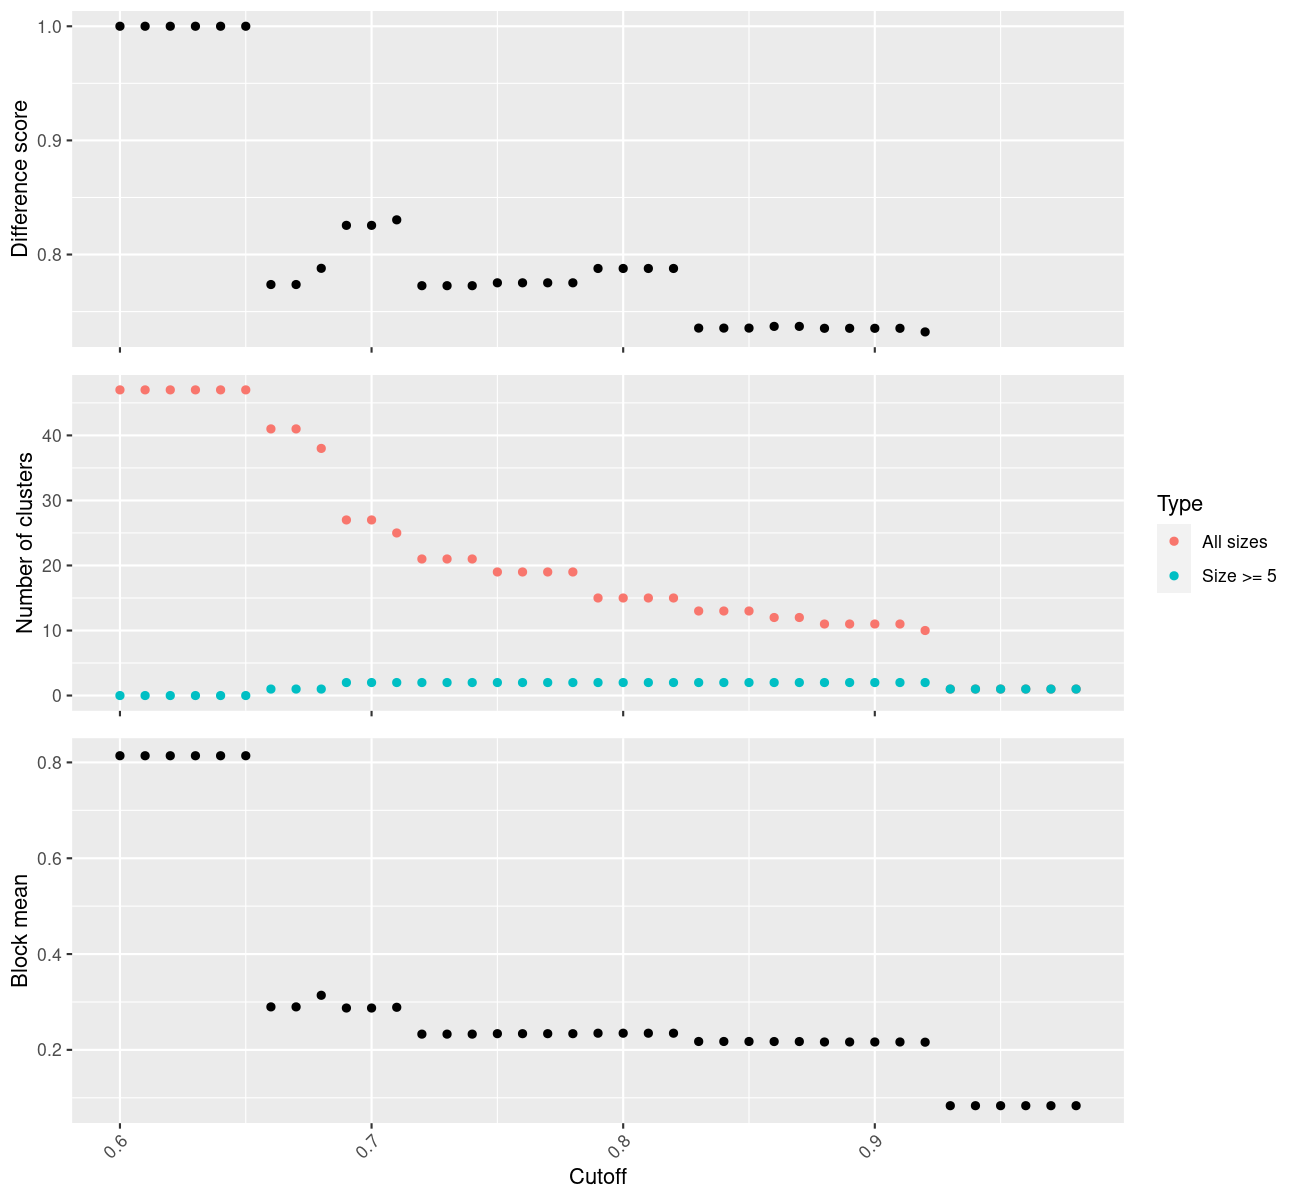 Difference score
1.0
0.9
0.8
Number of clusters
40
30
20
10
0
Type
All sizes
Size >= 5
Block mean
0.8
0.6
0.4
0.2
0.6
0.7
0.8
0.9
Cutoff